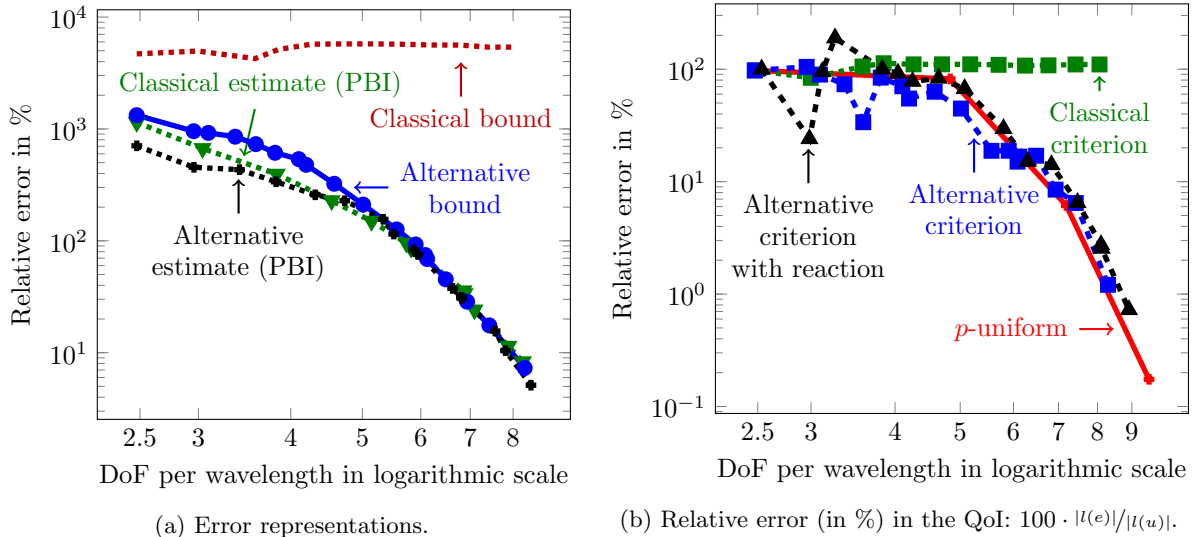 10^4
10^3
10^2
10^1
Relative error in %
Classical estimate (PBI)
Classical bound
Alternative
bound
Alternative
estimate (PBI)
2.5 3 4 5 6 7 8
DoF per wavelength in logarithmic scale
(a) Error representations.
10^2
10^1
10^0
10^−1
Relative error in %
Classical
criterion
Alternative
criterion
with reaction
Alternative
criterion
p-uniform
2.5 3 4 5 6 7 8 9
DoF per wavelength in logarithmic scale
(b) Relative error (in %) in the QoI: 100 · |l(e)|/|l(u)|.